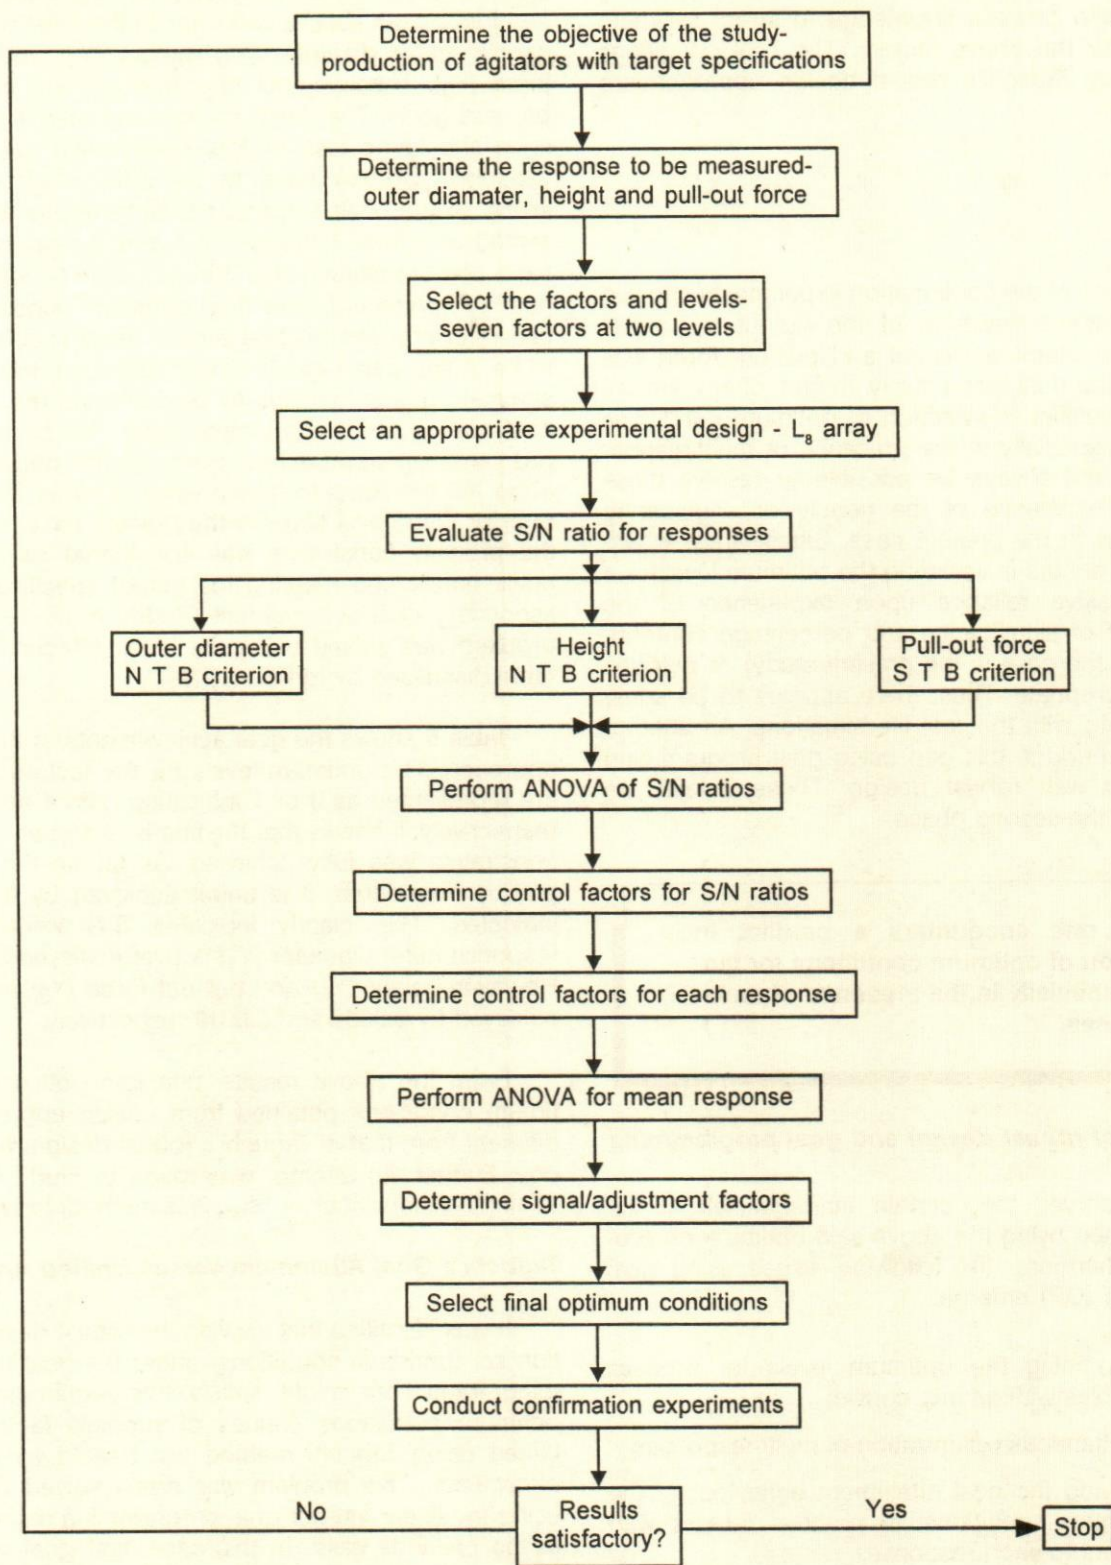 Determine the objective of the study-
production of agitators with target specifications
Determine the response to be measured-
outer diamater, height and pull-out force
Select the factors and levels-
seven factors at two levels
Select an appropriate experimental design - L₈ array
Evaluate S/N ratio for responses
Outer diameter
N T B criterion
Height
N T B criterion
Pull-out force
S T B criterion
Perform ANOVA of S/N ratios
Determine control factors for S/N ratios
Determine control factors for each response
Perform ANOVA for mean response
Determine signal/adjustment factors
Select final optimum conditions
Conduct confirmation experiments
No
Results
satisfactory?
Yes
Stop